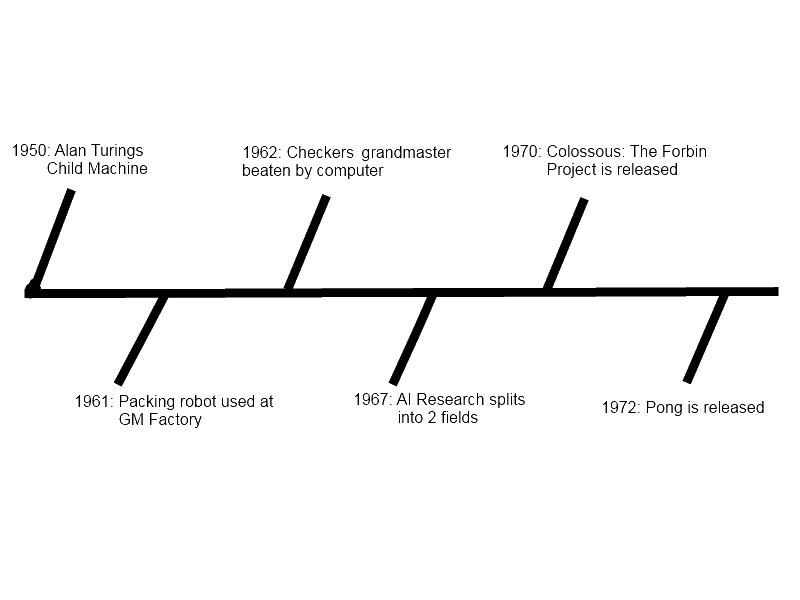 1950: Alan Turings
Child Machine
1962: Checkers grandmaster
beaten by computer
1970: Colossous: The Forbin
Project is released
1961: Packing robot used at
GM Factory
1967: AI Research splits
into 2 fields
1972: Pong is released